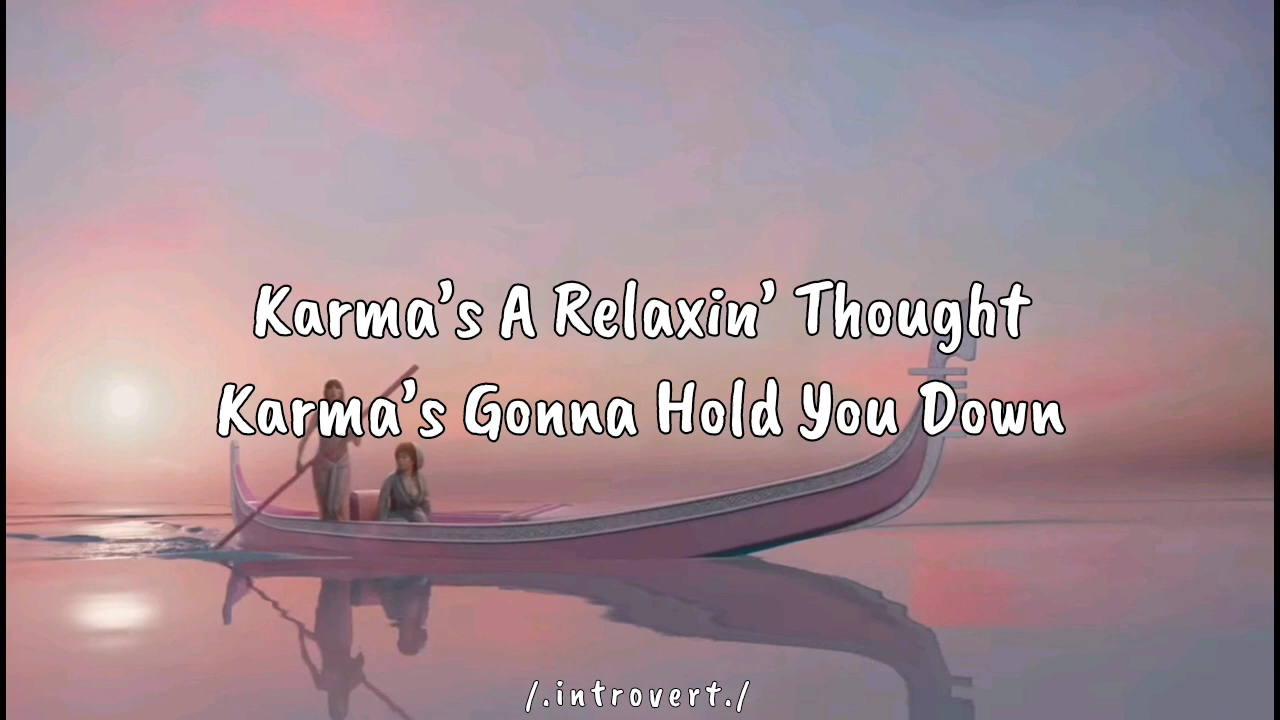 Karma's A Relaxin' Thought
Karma's Gonna Hold You Down
/.introvert./